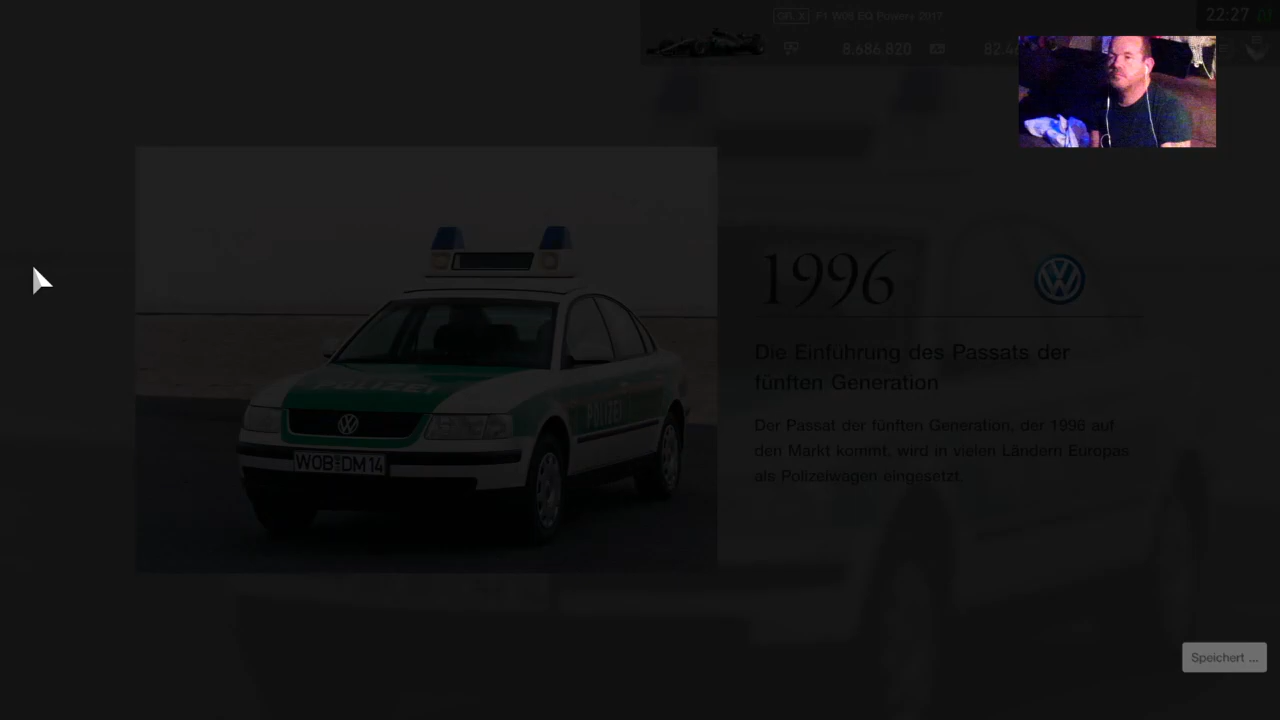 GR.X F1 W08 EQ Power+ 2017
22:27
8.686.820
POLIZEI
POLIZEI
WOB DM 14
1996
Die Einführung des Passats der
fünften Generation
Der Passat der fünften Generation, der 1996 auf
den Markt kommt, wird in vielen Ländern Europas
als Polizeiwagen eingesetzt.
Speichert ...